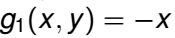 g₁(x, y) = −x